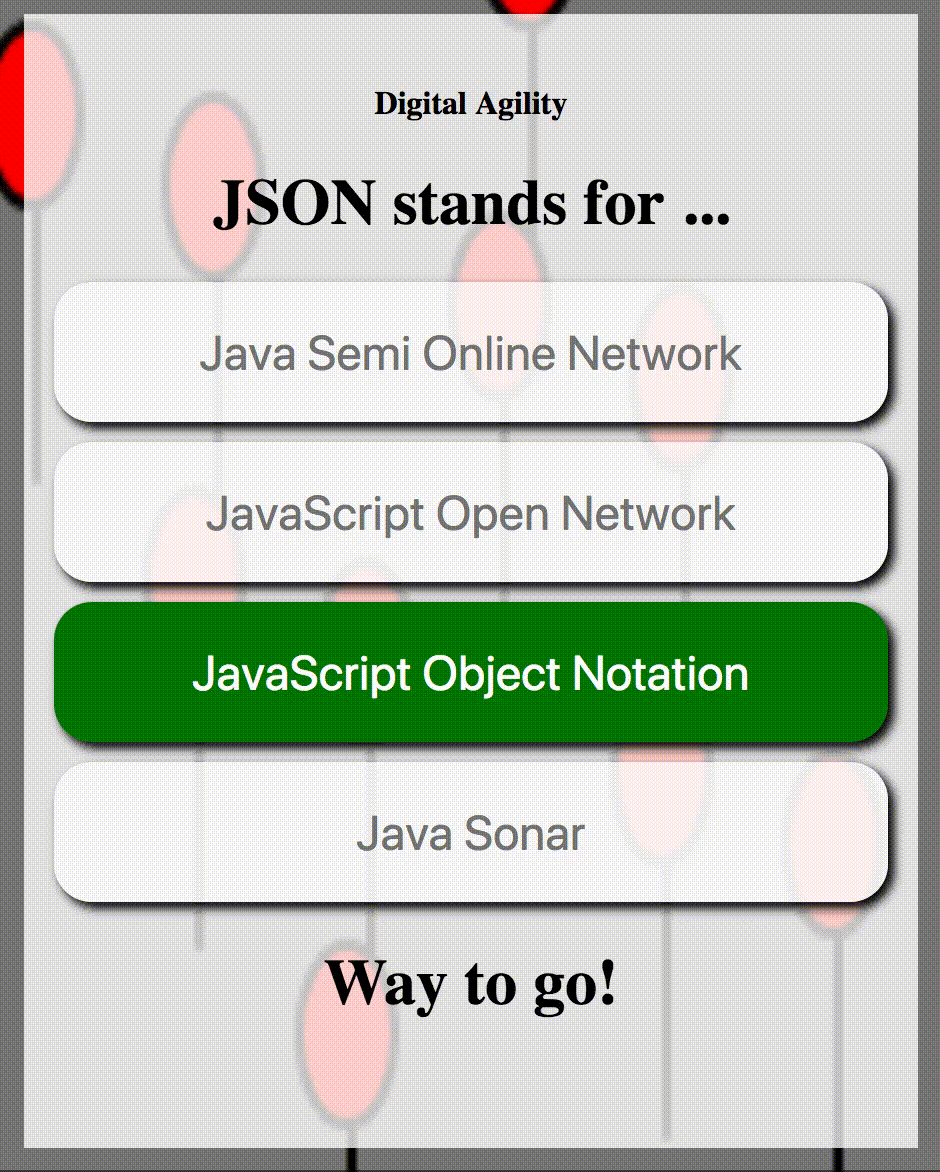 Digital Agility
JSON stands for ...
Java Semi Online Network
JavaScript Open Network
JavaScript Object Notation
Java Sonar
Way to go!